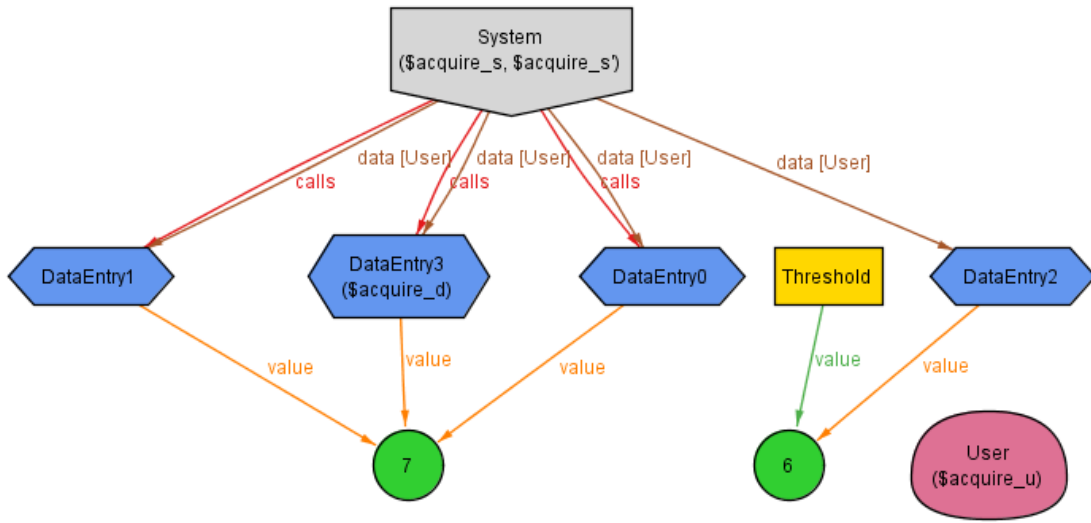 System
($acquire_s, $acquire_s')
data [User]
data [User]
data [User]
data [User]
calls
calls
calls
DataEntry1
DataEntry3
($acquire_d)
DataEntry0
Threshold
DataEntry2
value
value
value
value
value
7
6
User
($acquire_u)